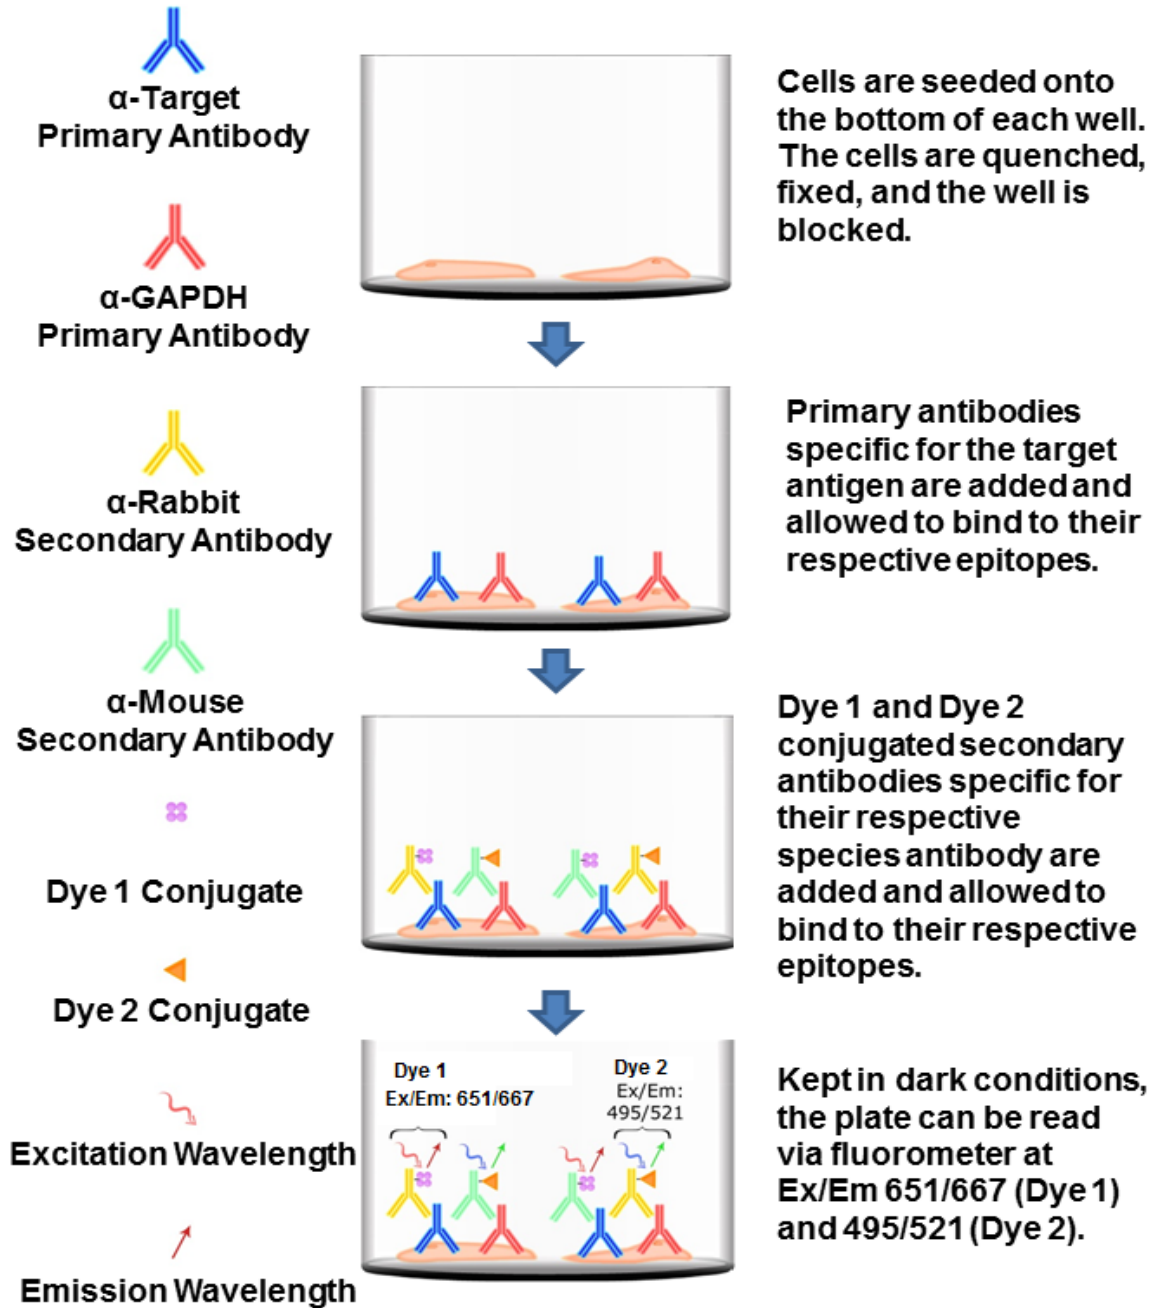 α-Target
Primary Antibody
α-GAPDH
Primary Antibody
α-Rabbit
Secondary Antibody
α-Mouse
Secondary Antibody
Dye 1 Conjugate
Dye 2 Conjugate
Excitation Wavelength
Emission Wavelength
Cells are seeded onto
the bottom of each well.
The cells are quenched,
fixed, and the well is
blocked.
Primary antibodies
specific for the target
antigen are added and
allowed to bind to their
respective epitopes.
Dye 1 and Dye 2
conjugated secondary
antibodies specific for
their respective
species antibody are
added and allowed to
bind to their respective
epitopes.
Dye 1
Ex/Em: 651/667
Dye 2
Ex/Em:
495/521
Kept in dark conditions,
the plate can be read
via fluorometer at
Ex/Em 651/667 (Dye 1)
and 495/521 (Dye 2).